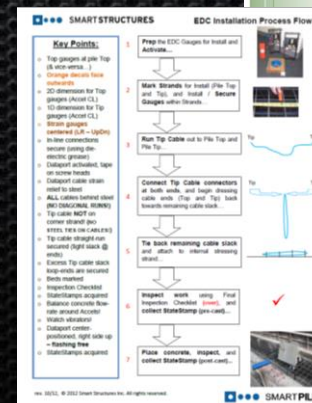 SMARTSTRUCTURES
EDC Installation Process Flow
Key Points:
o Top gauges at pile Top
(& vice-versa…)
o Orange decals face
outwards
o 2D dimension for Top
gauges (Accel CL)
o 1D dimension for Tip
gauges (Accel CL)
o Strain gauges
centered (LR – UpDn)
o In-line connections
secure (using die-
electric grease)
o Dataport activated; tape
on screw heads
o Dataport cable strain
relief to steel
o ALL cables behind steel
(NO DIAGONAL RUNS!)
o Tip cable NOT on
corner strand! (NO
STEEL TIES ON CABLES!)
o Tip cable straight-run
secured (light slack @
ends)
o Excess Tip cable slack
loop-ends are secured
o Beds marked
o Inspection Checklist
o StateStamps acquired
o Balance concrete flow-
rate around Accels!
o Watch vibrators!
o Dataport center-
positioned, right side up
– flashing free
o StateStamps acquired
1
Prep the EDC Gauges for Install and
Activate…
2
Mark Strands for Install (Pile Top
and Tip), and Install / Secure
Gauges within Strands…
3
Run Tip Cable out to Pile Top and
Pile Tip…
4
Connect Tip Cable connectors
at both ends, and begin dressing
cable ends (Top and Tip) back
towards remaining cable slack…
5
Tie back remaining cable slack
and attach to internal stressing
strand…
6
Inspect work using Final
Inspection Checklist (over), and
collect StateStamp (pre-cast)…
7
Place concrete, inspect, and
collect StateStamp (post-cast)…
Tip
Tip
rev. 10/11, © 2012 Smart Structures Inc. All rights reserved.
SMARTPIL